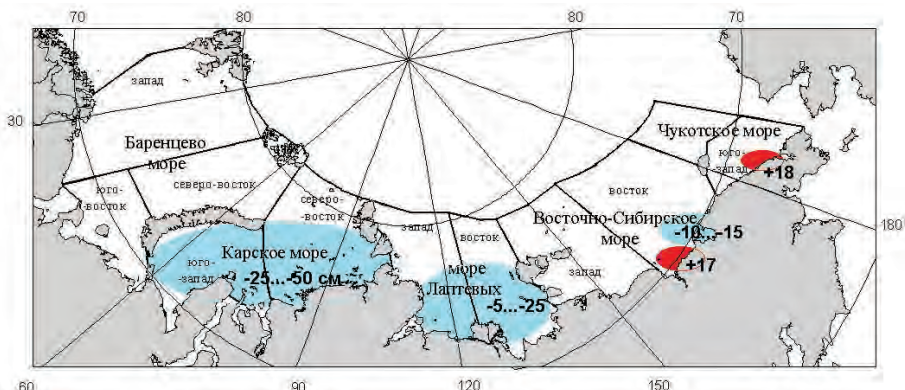 70
80
80
70
запад
30
Баренцево
море
Чукотское море
юго-
запад
+18
юго-
восток
северо-восток
северо-
-восток
запад
восток
восток
Восточно-Сибирское
море
-10...-15
180
+17
Карское море
юго-
запад
-25...-50 см
море
Лаптевых
-5...-25
запад
60
90
120
150